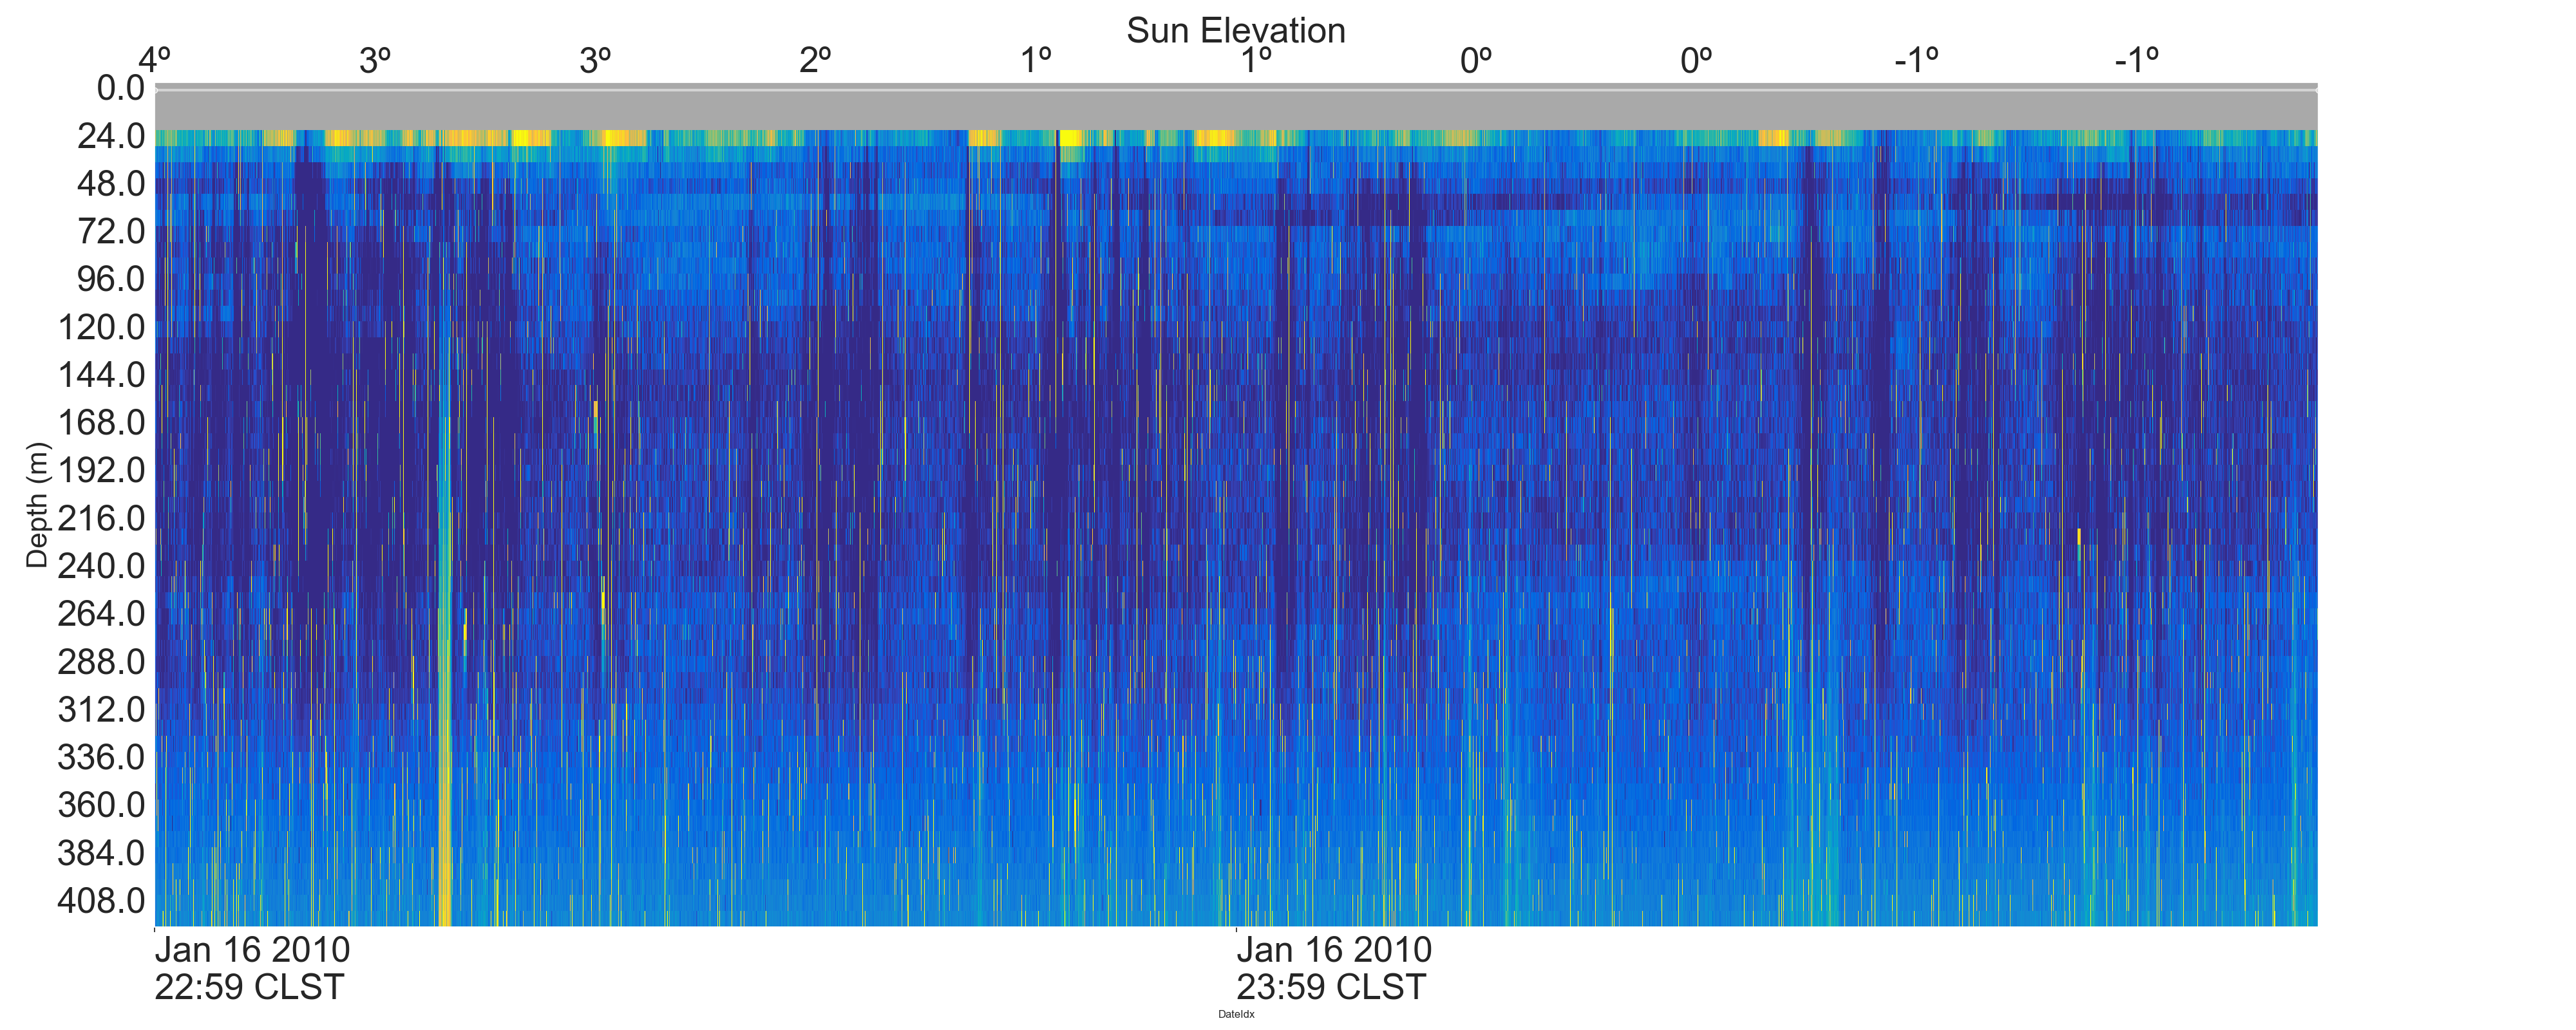 Sun Elevation
4º 3º 3º 2º 1º 1º 0º 0º -1º -1º
0.0
24.0
48.0
72.0
96.0
120.0
144.0
168.0
192.0
216.0
240.0
264.0
288.0
312.0
336.0
360.0
384.0
408.0
Depth (m)
Jan 16 2010
22:59 CLST
Jan 16 2010
23:59 CLST
DateIdx